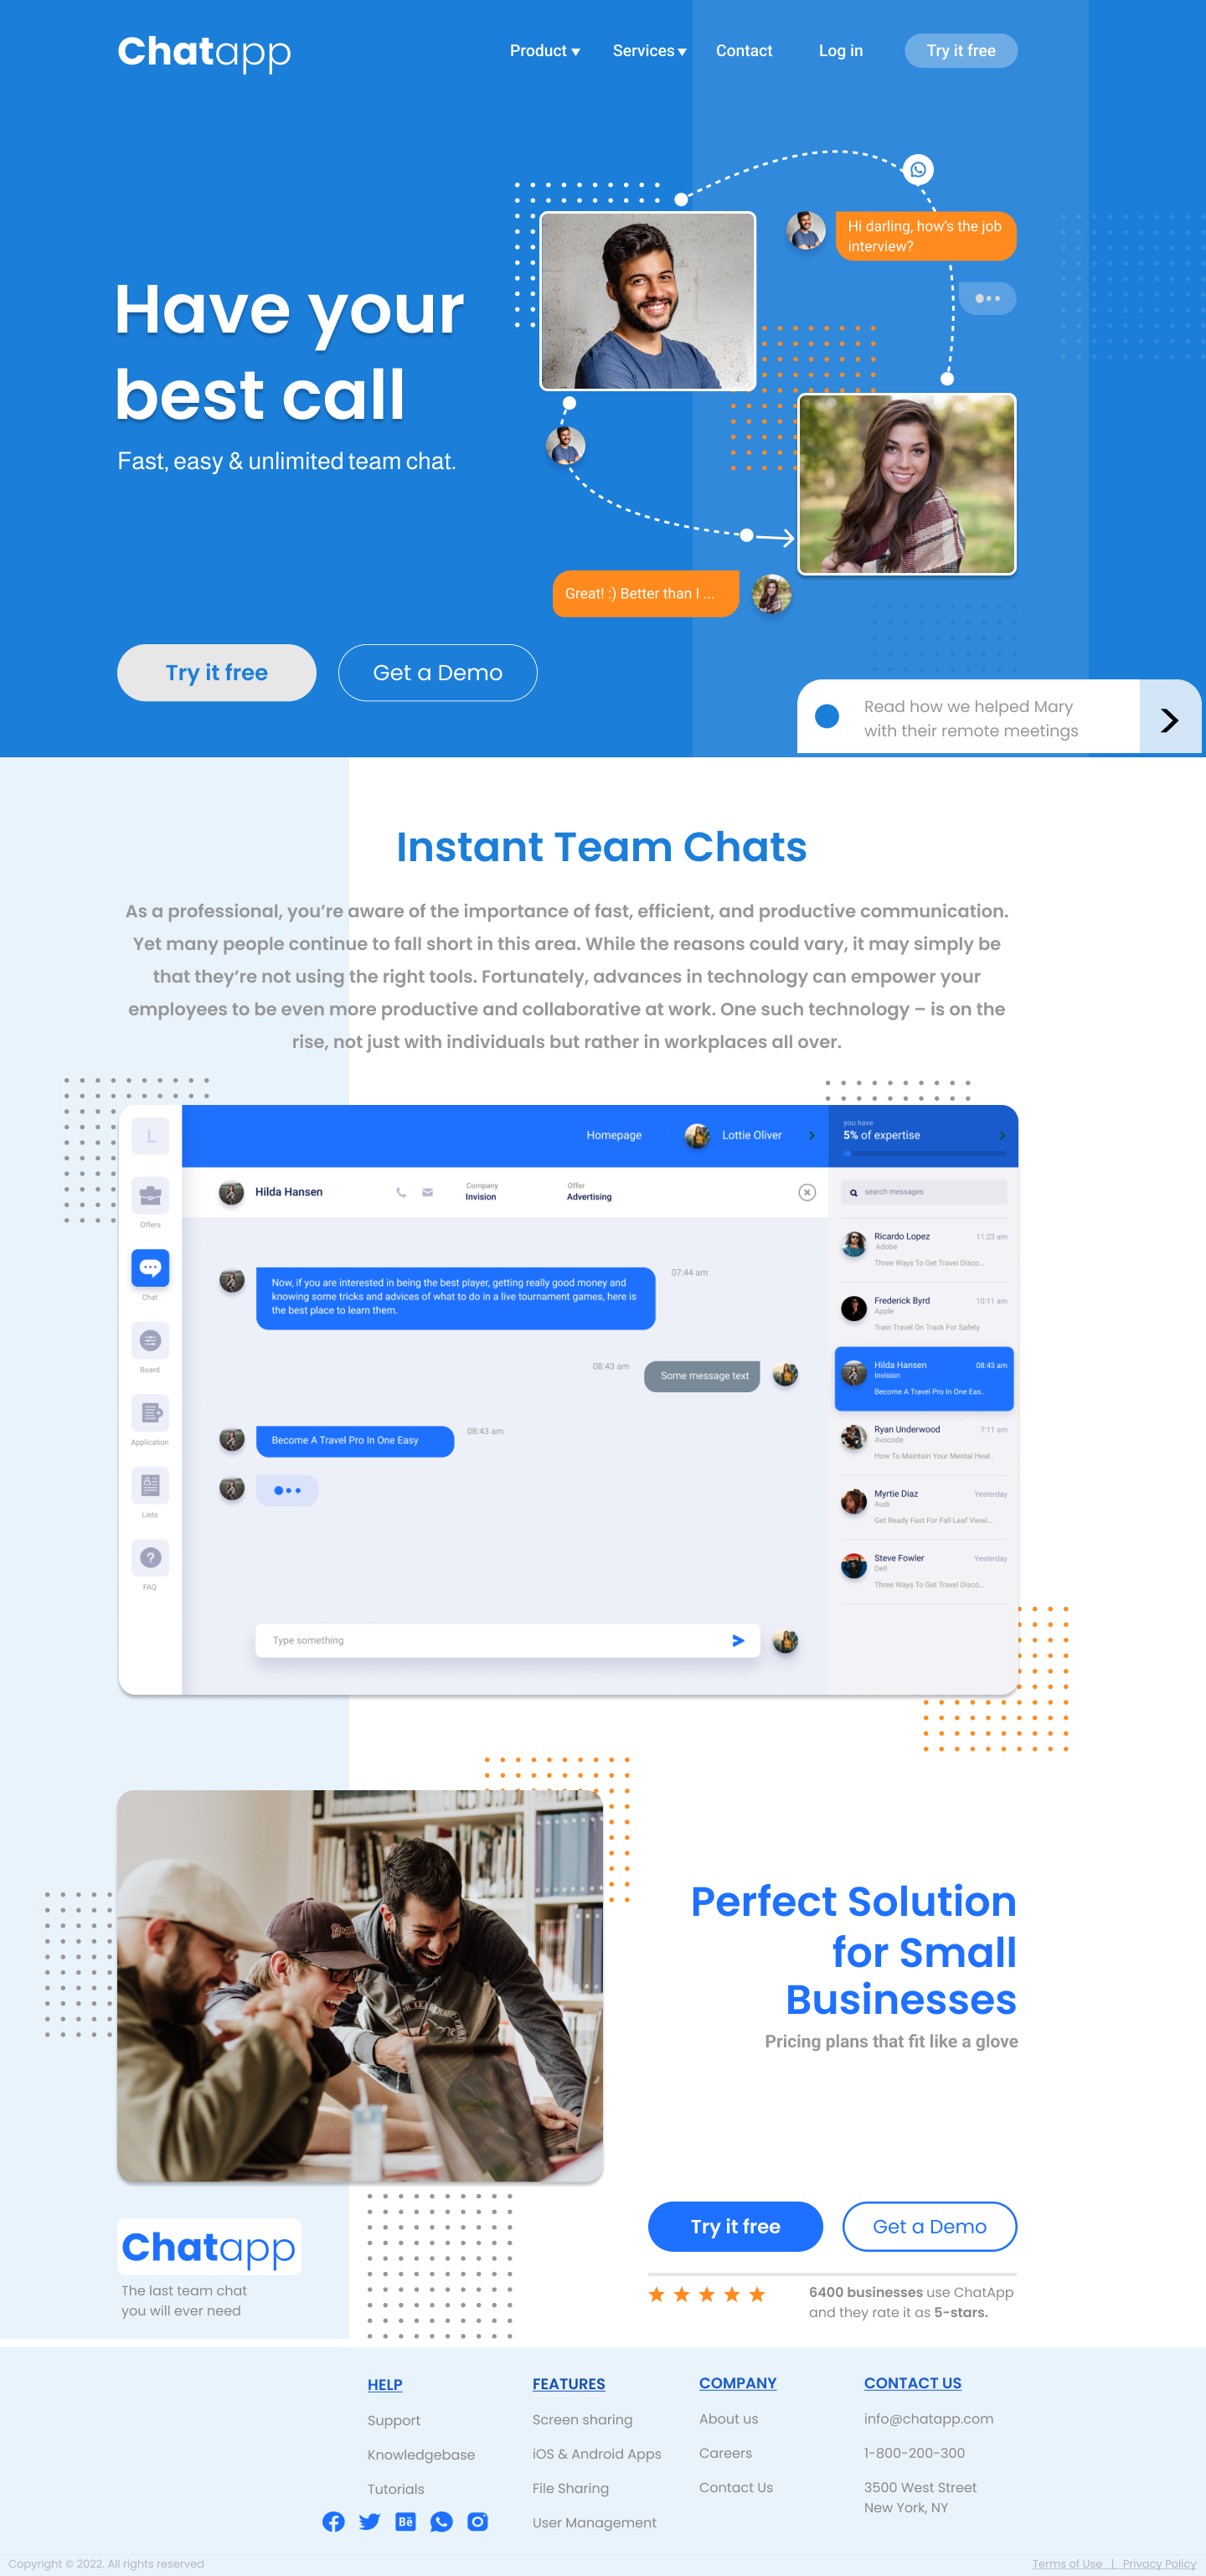 Chatapp
Product
Services
Contact
Log in
Try it free
Hi darling, how's the job
interview?
Have your
best call
Fast, easy & unlimited team chat.
Great! :) Better than I ...
Try it free
Get a Demo
Read how we helped Mary
with their remote meetings
Instant Team Chats
As a professional, you're aware of the importance of fast, efficient, and productive communication.
Yet many people continue to fall short in this area. While the reasons could vary, it may simply be
that they're not using the right tools. Fortunately, advances in technology can empower your
employees to be even more productive and collaborative at work. One such technology – is on the
rise, not just with individuals but rather in workplaces all over.
L
Offers
Chat
Board
Application
Lists
FAQ
Homepage
Lottie Oliver
you have
5% of expertise
Hilda Hansen
Company
Invision
Offer
Advertising
search messages
Now, if you are interested in being the best player, getting really good money and
knowing some tricks and advices of what to do in a live tournament games, here is
the best place to learn them.
07:44 am
08:43 am
Some message text
Become A Travel Pro In One Easy
08:43 am
Type something
Ricardo Lopez
11:23 am
Adobe
Three Ways To Get Travel Disco...
Frederick Byrd
10:11 am
Apple
Train Travel On Track For Safety
Hilda Hansen
08:43 am
Invision
Become A Travel Pro In One Eas..
Ryan Underwood
7:11 am
Avocode
How To Maintain Your Mental Heal..
Myrtie Diaz
Yesterday
Audi
Get Ready Fast For Fall Leaf Viewi...
Steve Fowler
Yesterday
Dell
Three Ways To Get Travel Disco...
Perfect Solution
for Small
Businesses
Pricing plans that fit like a glove
Try it free
Get a Demo
6400 businesses use ChatApp
and they rate it as 5-stars.
Chatapp
The last team chat
you will ever need
HELP
Support
Knowledgebase
Tutorials
FEATURES
Screen sharing
iOS & Android Apps
File Sharing
User Management
COMPANY
About us
Careers
Contact Us
CONTACT US
info@chatapp.com
1-800-200-300
3500 West Street
New York, NY
Bē
Copyright © 2022. All rights reserved
Terms of Use | Privacy Policy